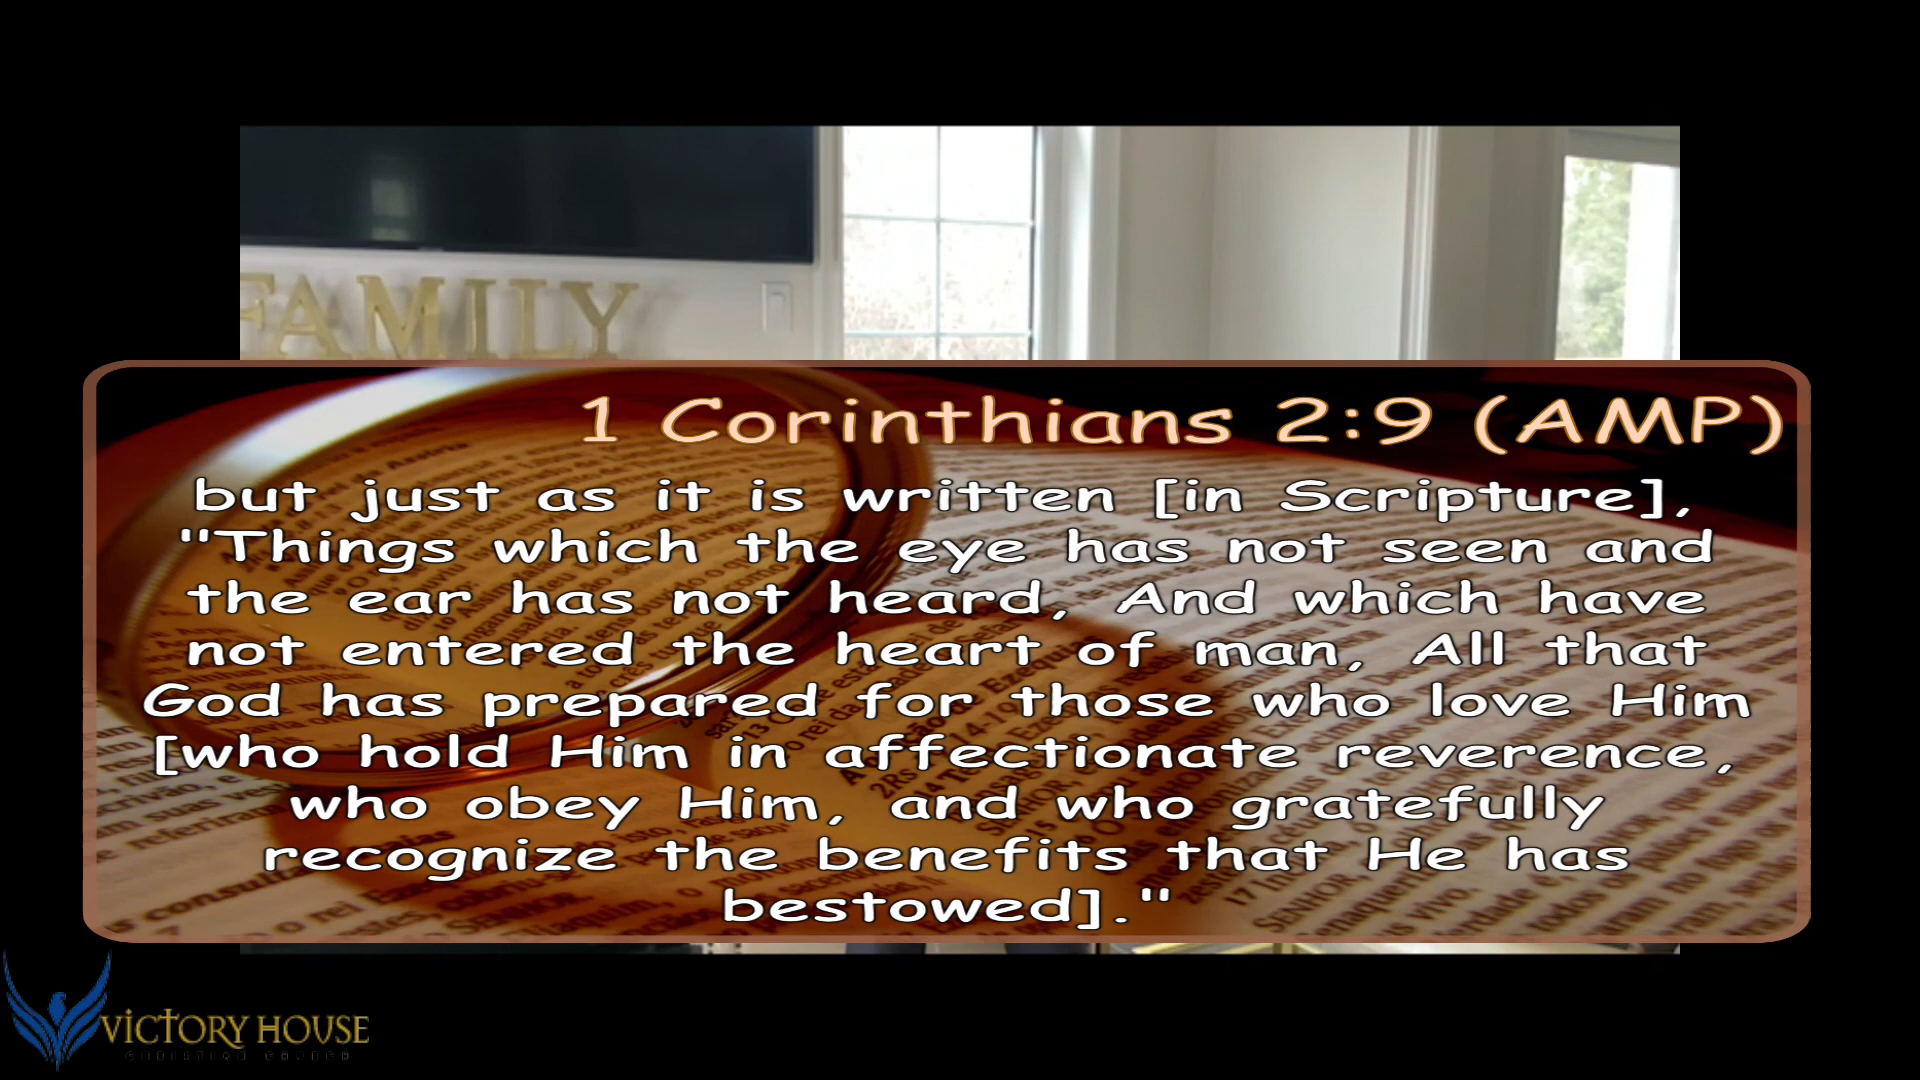 FAMILY
1 Corinthians 2:9 (AMP)
but just as it is written [in Scripture],
"Things which the eye has not seen and
the ear has not heard, And which have
not entered the heart of man, All that
God has prepared for those who love Him
[who hold Him in affectionate reverence,
who obey Him, and who gratefully
recognize the benefits that He has
bestowed]."
VICTORY HOUSE
CHRISTIAN CHURCH